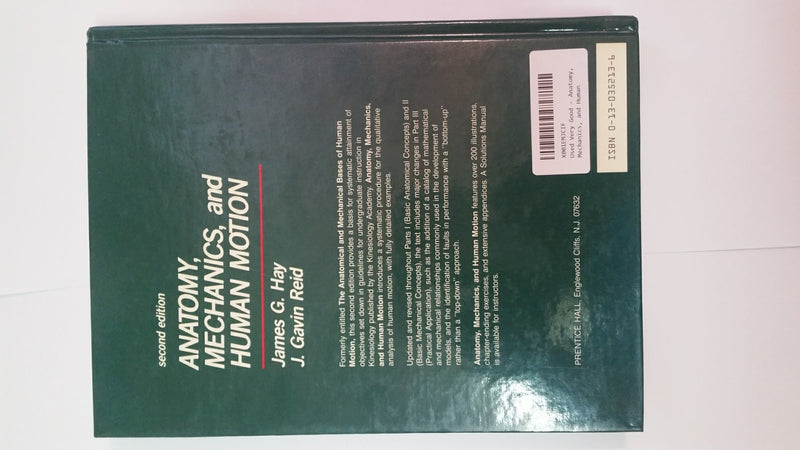 second edition
ANATOMY,
MECHANICS, and
HUMAN MOTION
James G. Hay
J. Gavin Reid
Formerly entitled The Anatomical and Mechanical Bases of Human
Motion, this second edition provides a basis for systematic attainment of
objectives set down in guidelines for undergraduate instruction in
Kinesiology published by the Kinesiology Academy. Anatomy, Mechanics,
and Human Motion introduces a systematic procedure for the qualitative
analysis of human motion, with fully detailed examples.
Updated and revised throughout Parts I (Basic Anatomical Concepts) and II
(Basic Mechanical Concepts), the text includes major changes in Part III
(Practical Application), such as the addition of a catalog of mathematical
and mechanical relationships commonly used in the development of
models, and the identification of faults in performance with a "bottom-up"
rather than a "top-down" approach.
Anatomy, Mechanics, and Human Motion features over 200 illustrations,
chapter-ending exercises, and extensive appendices. A Solutions Manual
is available for instructors.
PRENTICE HALL, Englewood Cliffs, N.J. 07632
X001EMJCIF
Used Very Good - Anatomy,
Mechanics, and Human
ISBN 0-13-035213-6